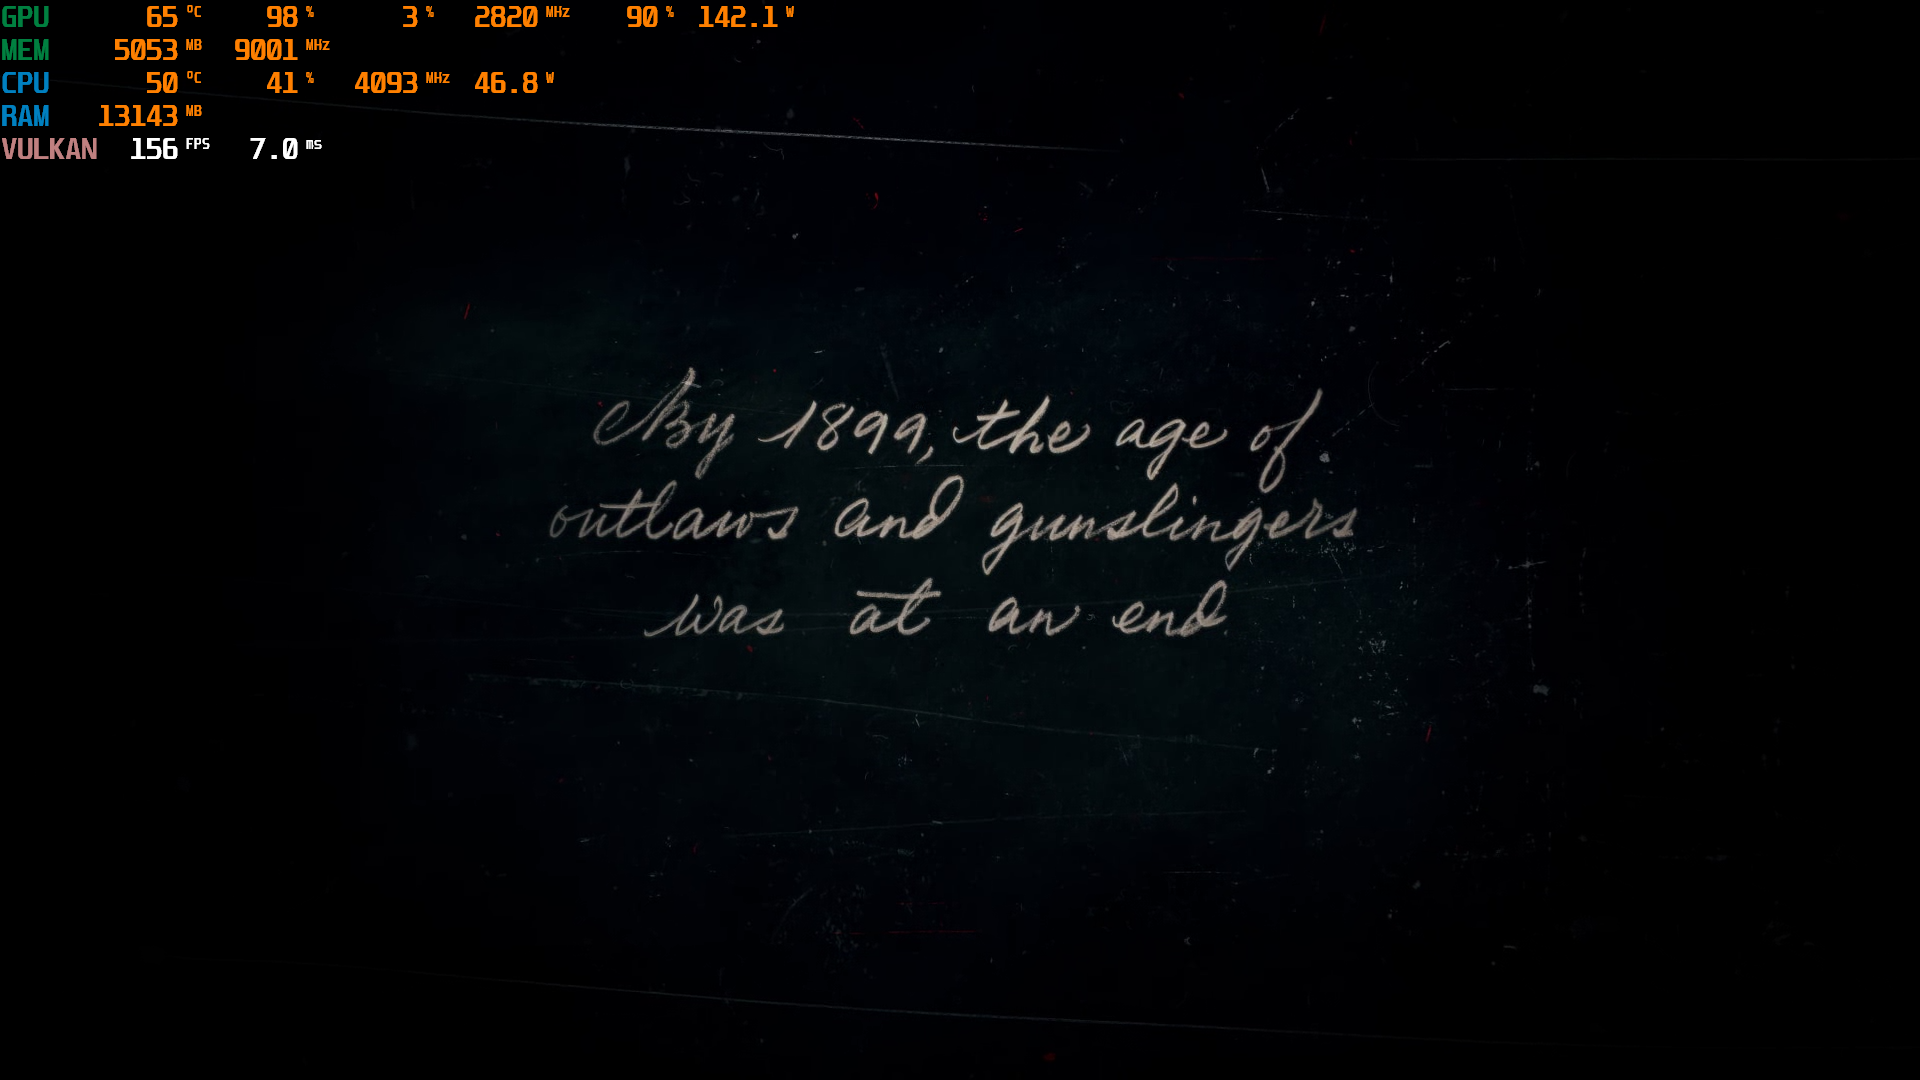 GPU 65 °C 98 % 3 % 2820 MHz 90 % 142.1 W
MEM 5053 MB 9001 MHz
CPU 50 °C 41 % 4093 MHz 46.8 W
RAM 13143 MB
VULKAN 156 FPS 7.0 ms
By 1899, the age of
outlaws and gunslingers
was at an end.